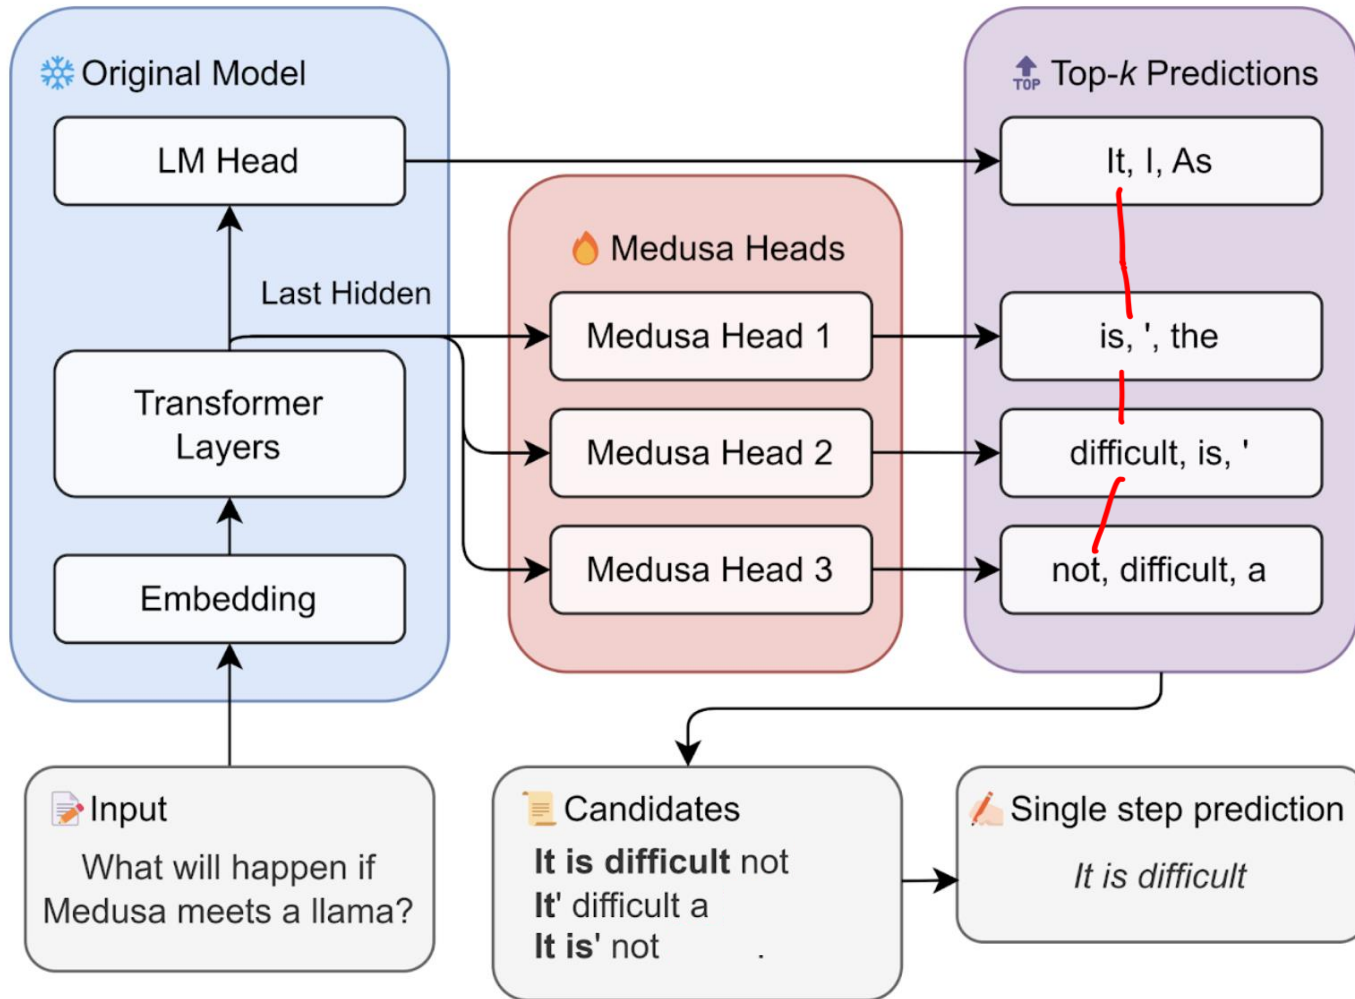 Original Model
LM Head
Last Hidden
Transformer
Layers
Embedding
Medusa Heads
Medusa Head 1
Medusa Head 2
Medusa Head 3
TOP
Top-k Predictions
It, I, As
is, ', the
difficult, is, '
not, difficult, a
Input
What will happen if
Medusa meets a llama?
Candidates
It is difficult not
It' difficult a
It is' not .
Single step prediction
It is difficult